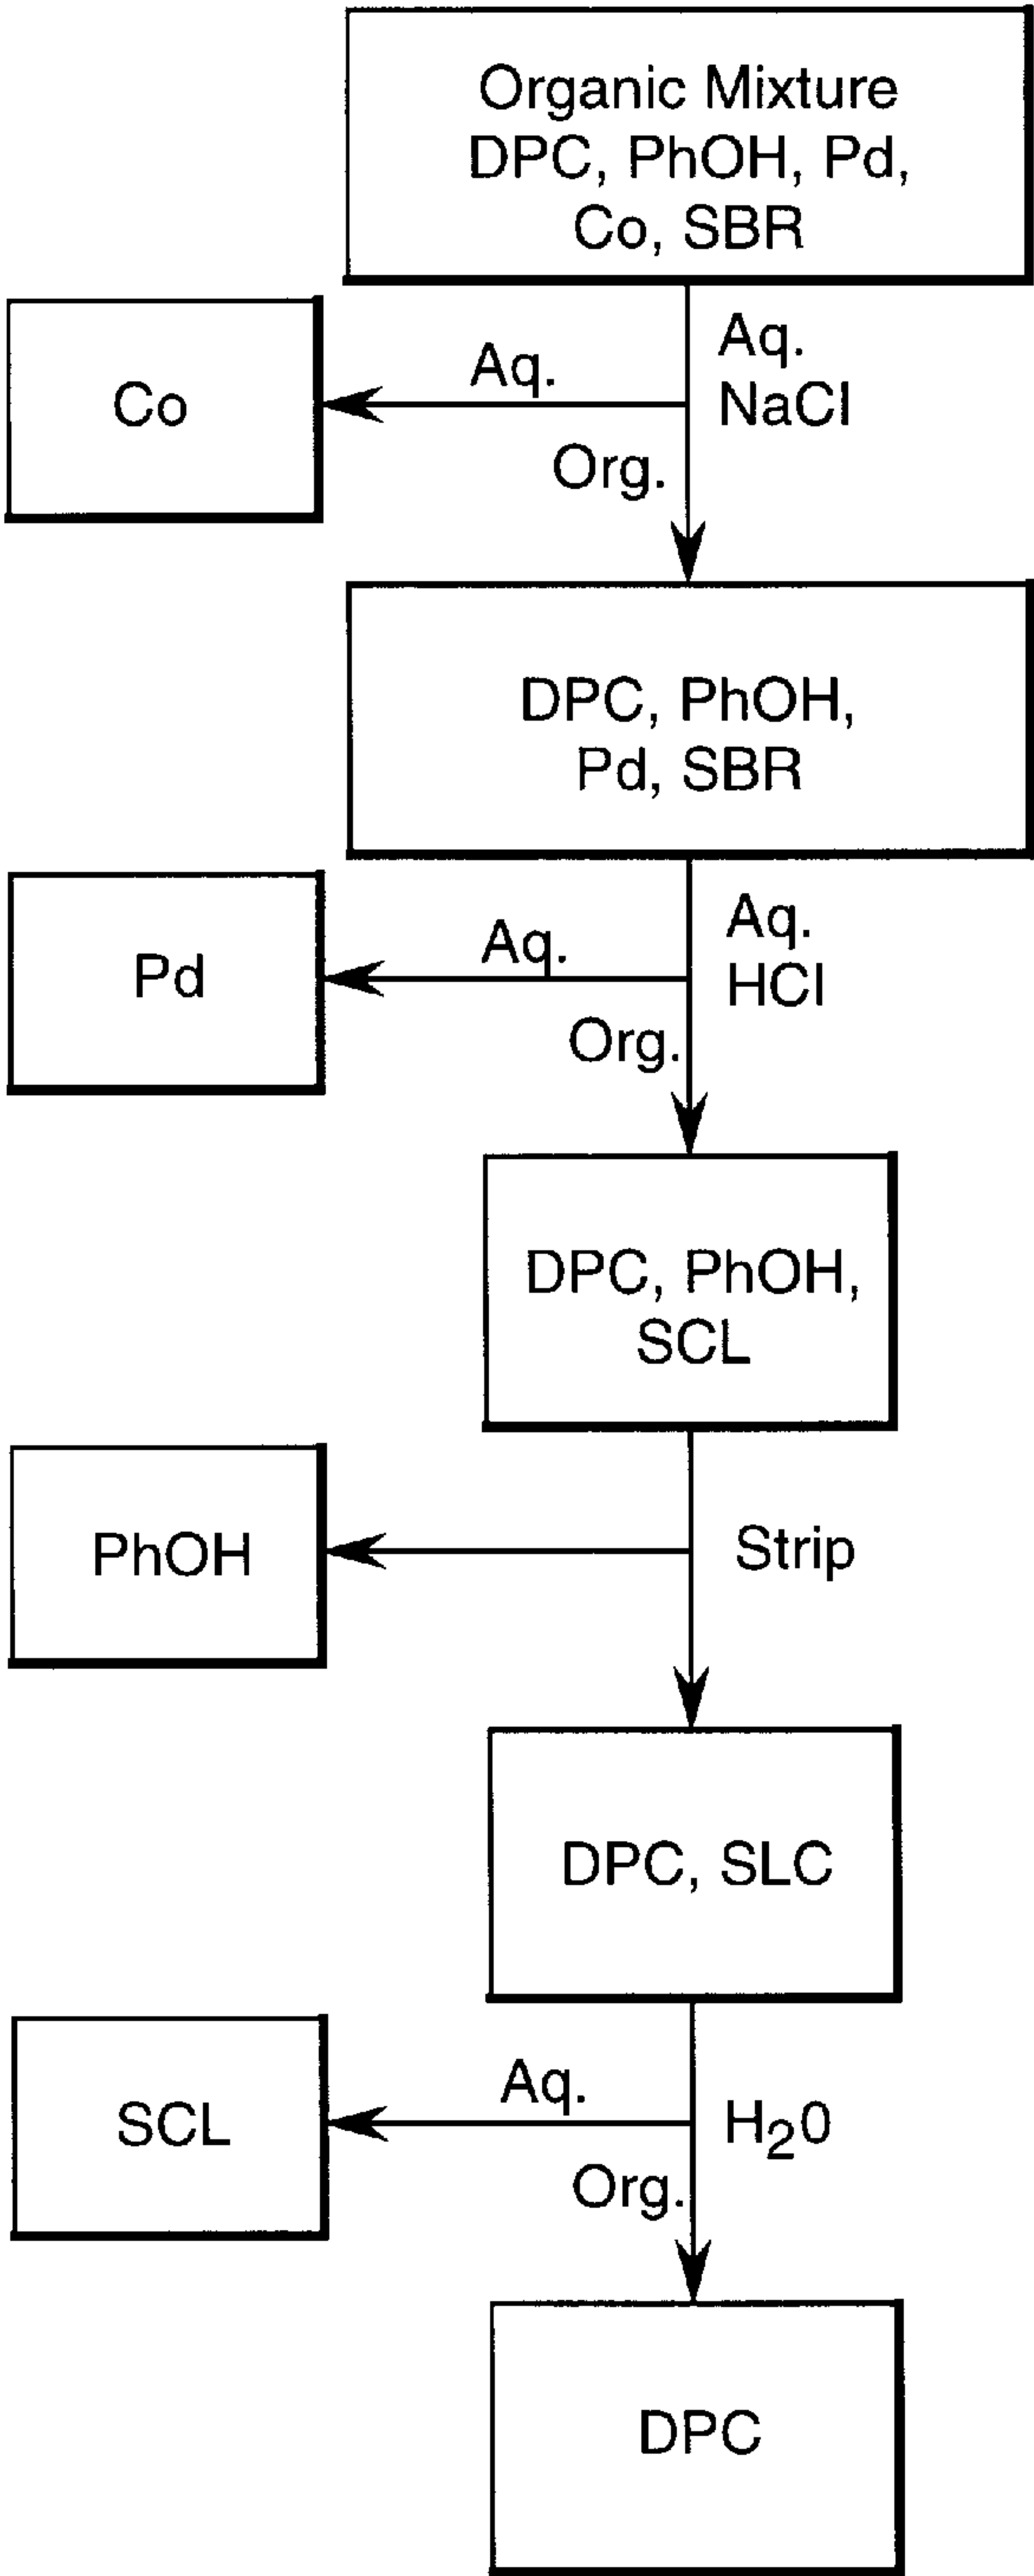 Organic Mixture
DPC, PhOH, Pd,
Co, SBR
Aq.
NaCl
Aq.
Co
Org.
DPC, PhOH,
Pd, SBR
Aq.
HCl
Aq.
Pd
Org.
DPC, PhOH,
SCL
PhOH
Strip
DPC, SLC
Aq.
SCL
H₂0
Org.
DPC